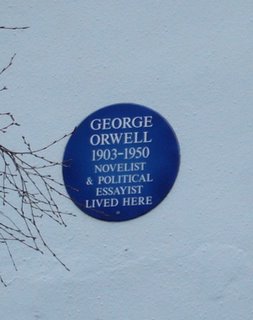 GEORGE
ORWELL
1903-1950
NOVELIST
& POLITICAL
ESSAYIST
LIVED HERE